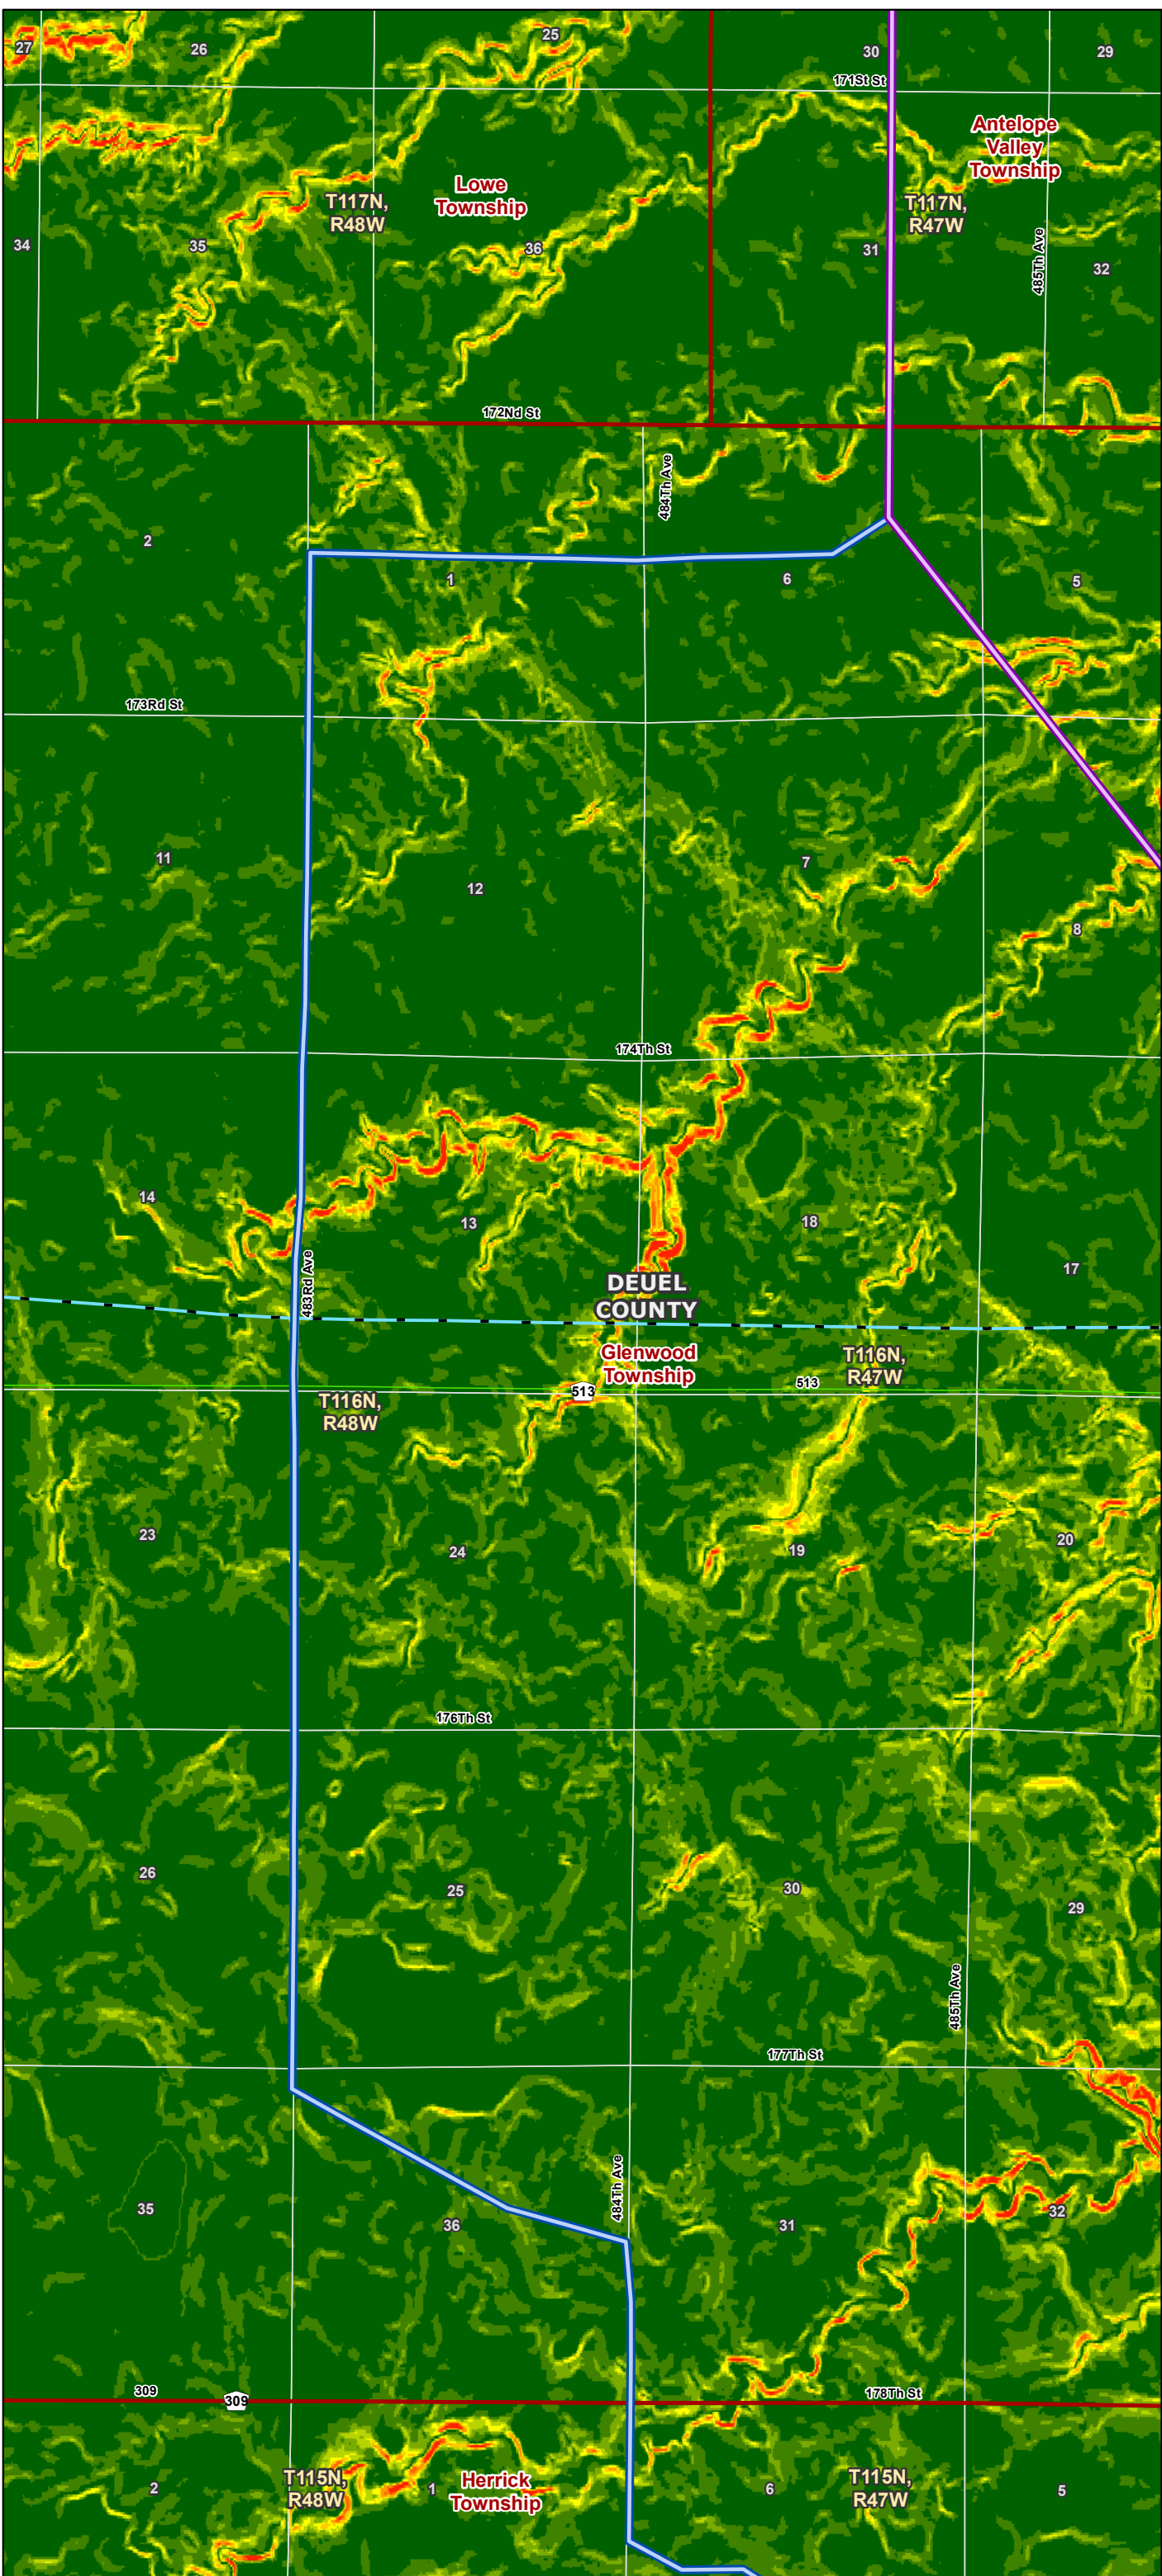 27
26
25
30
29
171St St
Antelope
Valley
Township
Lowe
Township
T117N,
R48W
T117N,
R47W
34
35
36
31
485Th Ave
32
172Nd St
484Th Ave
2
1
6
5
173Rd St
11
12
7
8
174Th St
14
13
18
17
483Rd Ave
DEUEL
COUNTY
Glenwood
Township
T116N,
R47W
T116N,
R48W
513
513
23
24
19
20
176Th St
26
25
30
29
485Th Ave
177Th St
484Th Ave
35
36
31
32
309
309
178Th St
T115N,
R48W
Herrick
Township
T115N,
R47W
2
1
6
5